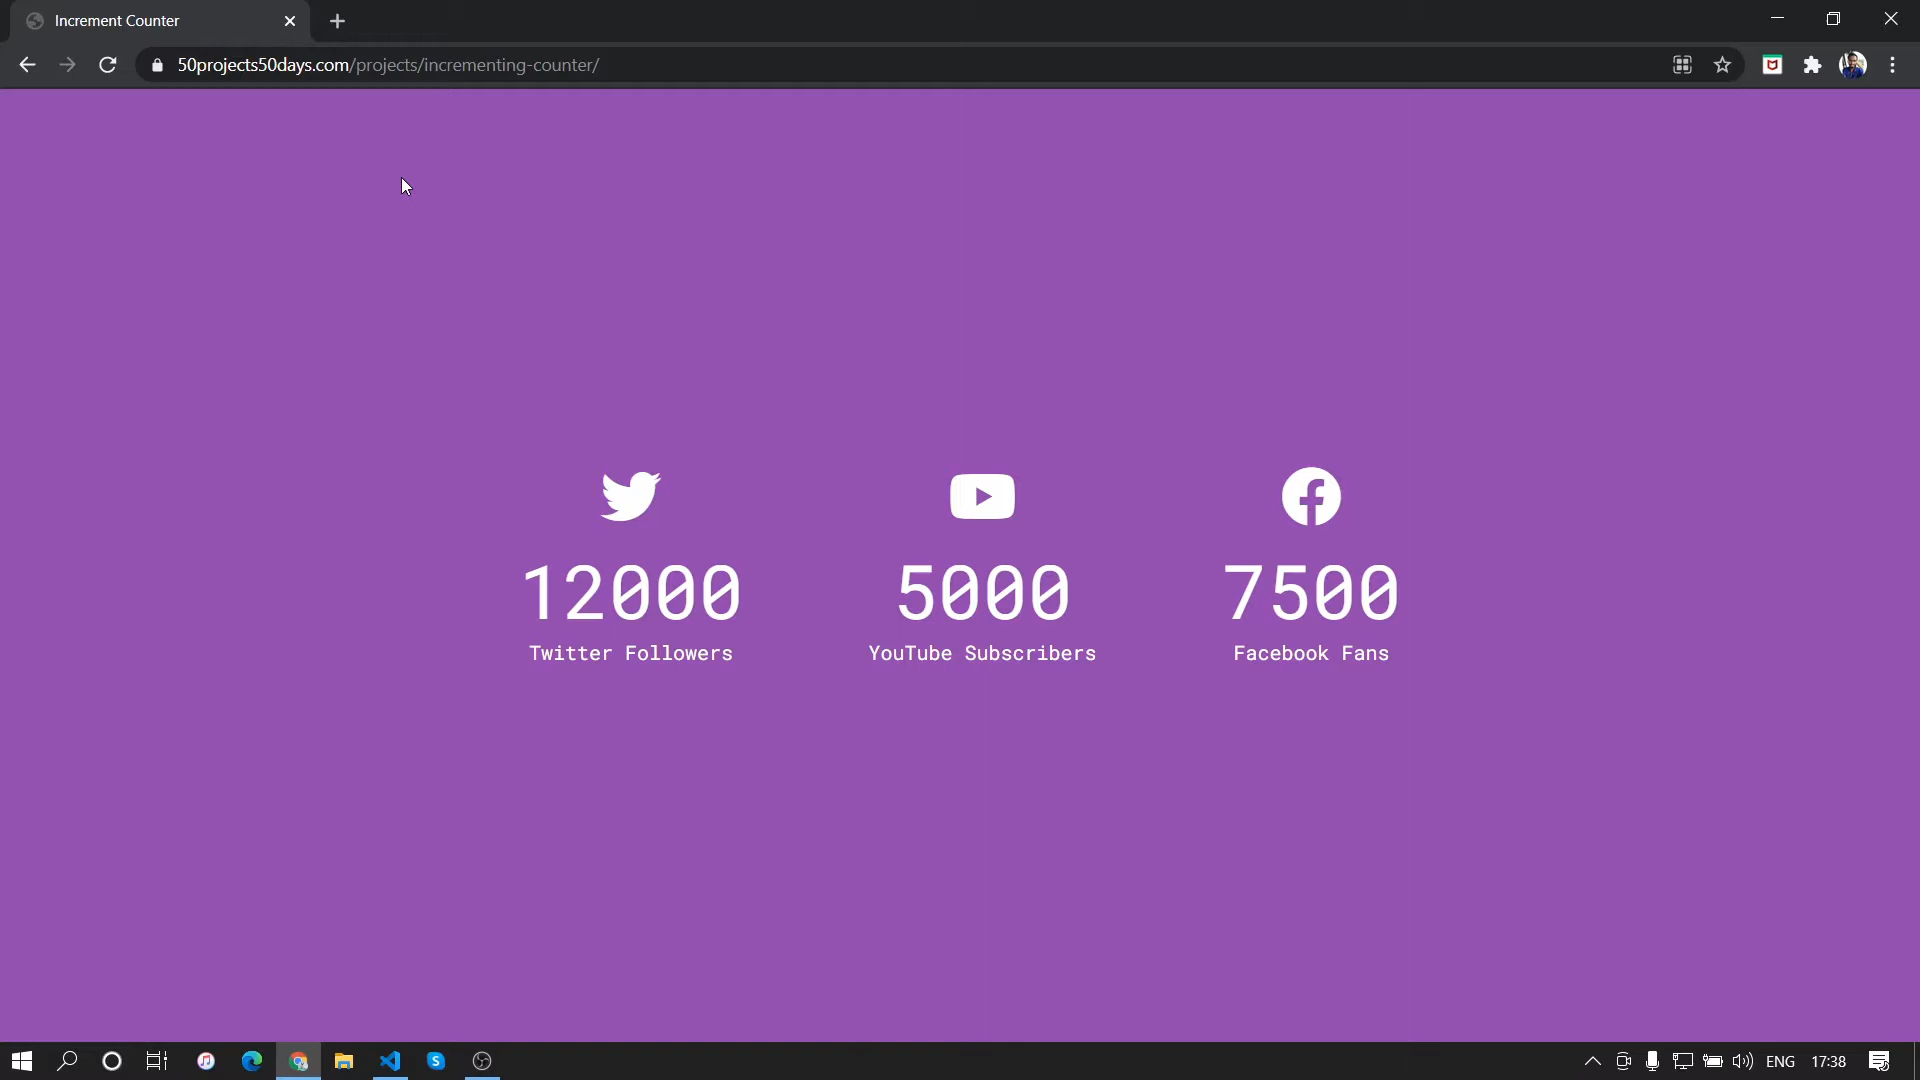 Increment Counter
50projects50days.com/projects/incrementing-counter/
12000
5000
7500
Twitter Followers
YouTube Subscribers
Facebook Fans
ENG
17:38